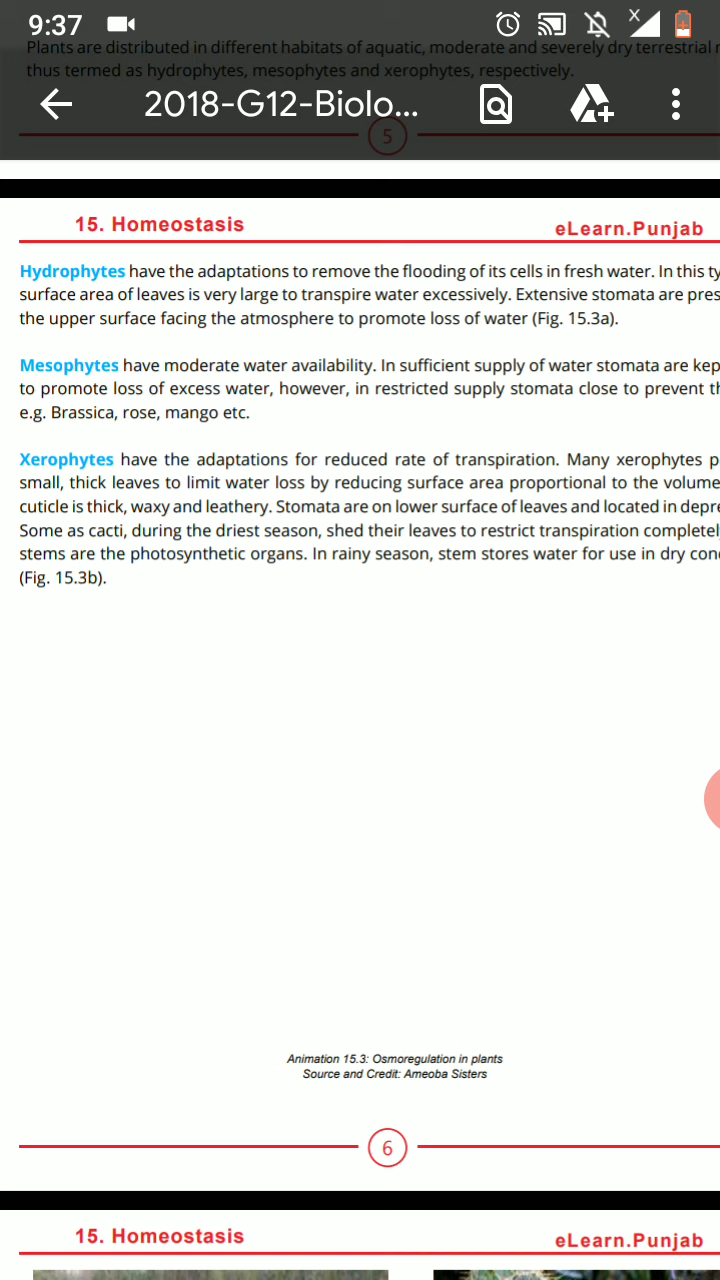 9:37
Plants are distributed in different habitats of aquatic, moderate and severely dry terrestrial
thus termed as hydrophytes, mesophytes and xerophytes, respectively.
2018-G12-Biolo...
5
15. Homeostasis
eLearn.Punjab
Hydrophytes have the adaptations to remove the flooding of its cells in fresh water. In this ty
surface area of leaves is very large to transpire water excessively. Extensive stomata are pres
the upper surface facing the atmosphere to promote loss of water (Fig. 15.3a).
Mesophytes have moderate water availability. In sufficient supply of water stomata are kep
to promote loss of excess water, however, in restricted supply stomata close to prevent th
e.g. Brassica, rose, mango etc.
Xerophytes have the adaptations for reduced rate of transpiration. Many xerophytes p
small, thick leaves to limit water loss by reducing surface area proportional to the volume
cuticle is thick, waxy and leathery. Stomata are on lower surface of leaves and located in depre
Some as cacti, during the driest season, shed their leaves to restrict transpiration completel
stems are the photosynthetic organs. In rainy season, stem stores water for use in dry con
(Fig. 15.3b).
Animation 15.3: Osmoregulation in plants
Source and Credit: Ameoba Sisters
6
15. Homeostasis
eLearn.Punjab